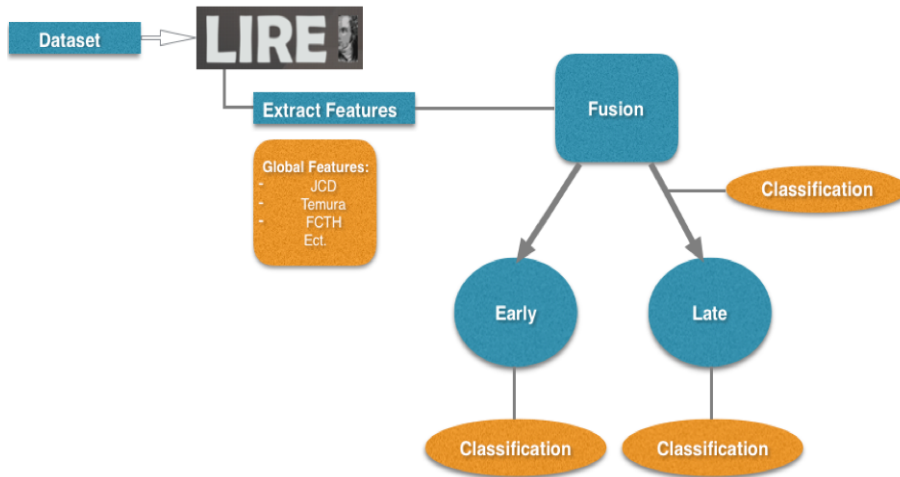 Dataset
LIRE
Extract Features
Fusion
Global Features:
- JCD
- Temura
- FCTH
Ect.
Classification
Early
Late
Classification
Classification